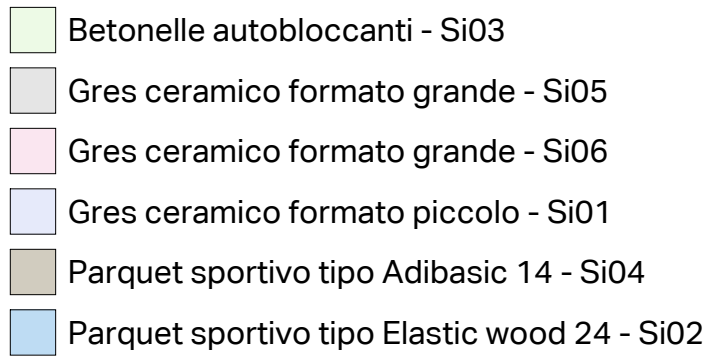 Betonelle autobloccanti - Si03
Gres ceramico formato grande - Si05
Gres ceramico formato grande - Si06
Gres ceramico formato piccolo - Si01
Parquet sportivo tipo Adibasic 14 - Si04
Parquet sportivo tipo Elastic wood 24 - Si02